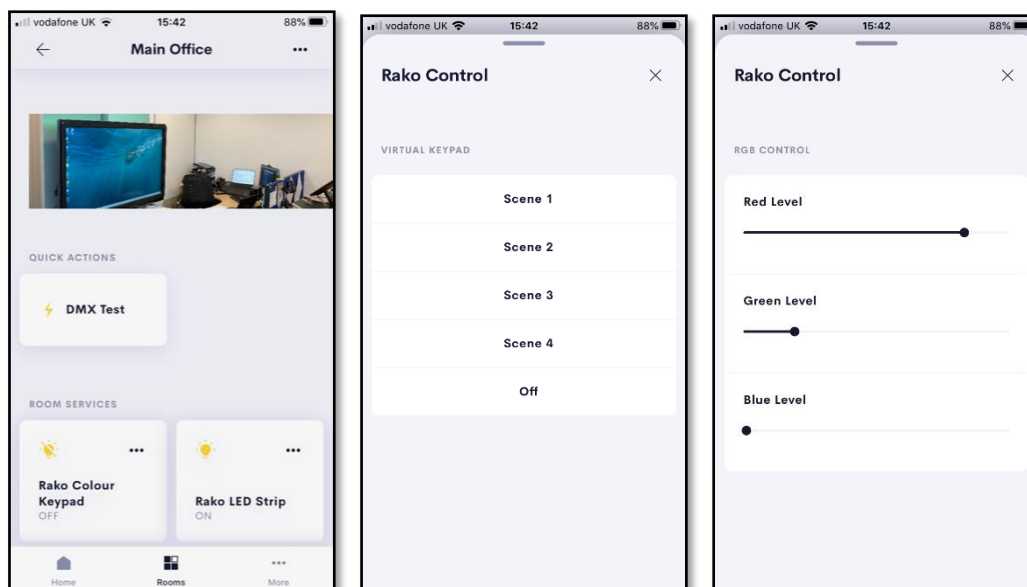 vodafone UK 15:42 88%
Main Office
QUICK ACTIONS
DMX Test
ROOM SERVICES
Rako Colour
Keypad
OFF
Rako LED Strip
ON
Home Rooms More
vodafone UK 15:42 88%
Rako Control
VIRTUAL KEYPAD
Scene 1
Scene 2
Scene 3
Scene 4
Off
vodafone UK 15:42 88%
Rako Control
RGB CONTROL
Red Level
Green Level
Blue Level